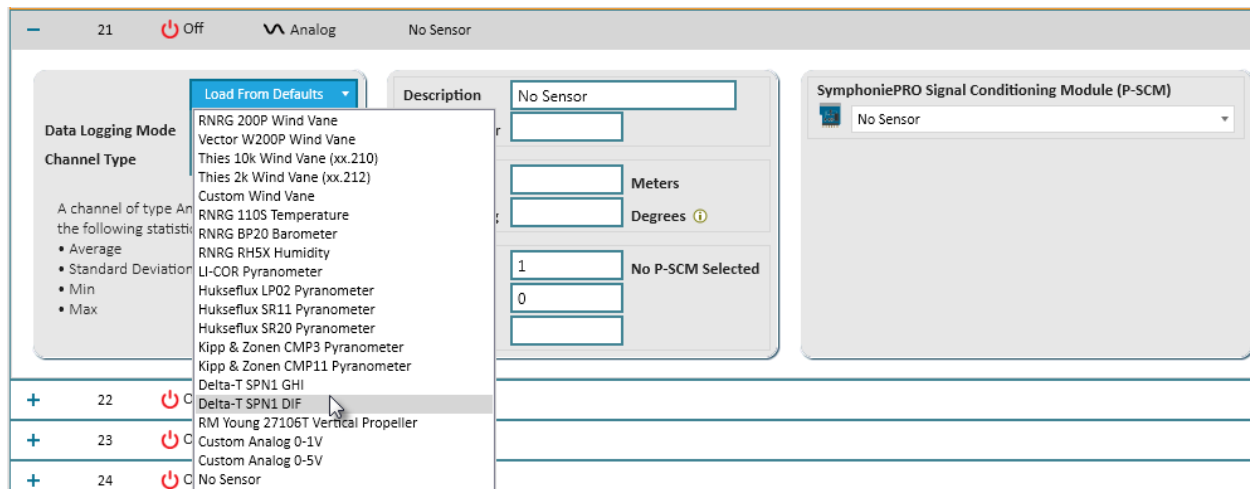 − 21 Off Analog No Sensor
Load From Defaults
Data Logging Mode
Channel Type
A channel of type An
the following statistic
• Average
• Standard Deviation
• Min
• Max
RNRG 200P Wind Vane
Vector W200P Wind Vane
Thies 10k Wind Vane (xx.210)
Thies 2k Wind Vane (xx.212)
Custom Wind Vane
RNRG 110S Temperature
RNRG BP20 Barometer
RNRG RH5X Humidity
LI-COR Pyranometer
Hukseflux LP02 Pyranometer
Hukseflux SR11 Pyranometer
Hukseflux SR20 Pyranometer
Kipp & Zonen CMP3 Pyranometer
Kipp & Zonen CMP11 Pyranometer
Delta-T SPN1 GHI
Delta-T SPN1 DIF
RM Young 27106T Vertical Propeller
Custom Analog 0-1V
Custom Analog 0-5V
No Sensor
Description No Sensor
r
Meters
Degrees
1 No P-SCM Selected
0
SymphoniePRO Signal Conditioning Module (P-SCM)
No Sensor
+ 22
+ 23
+ 24